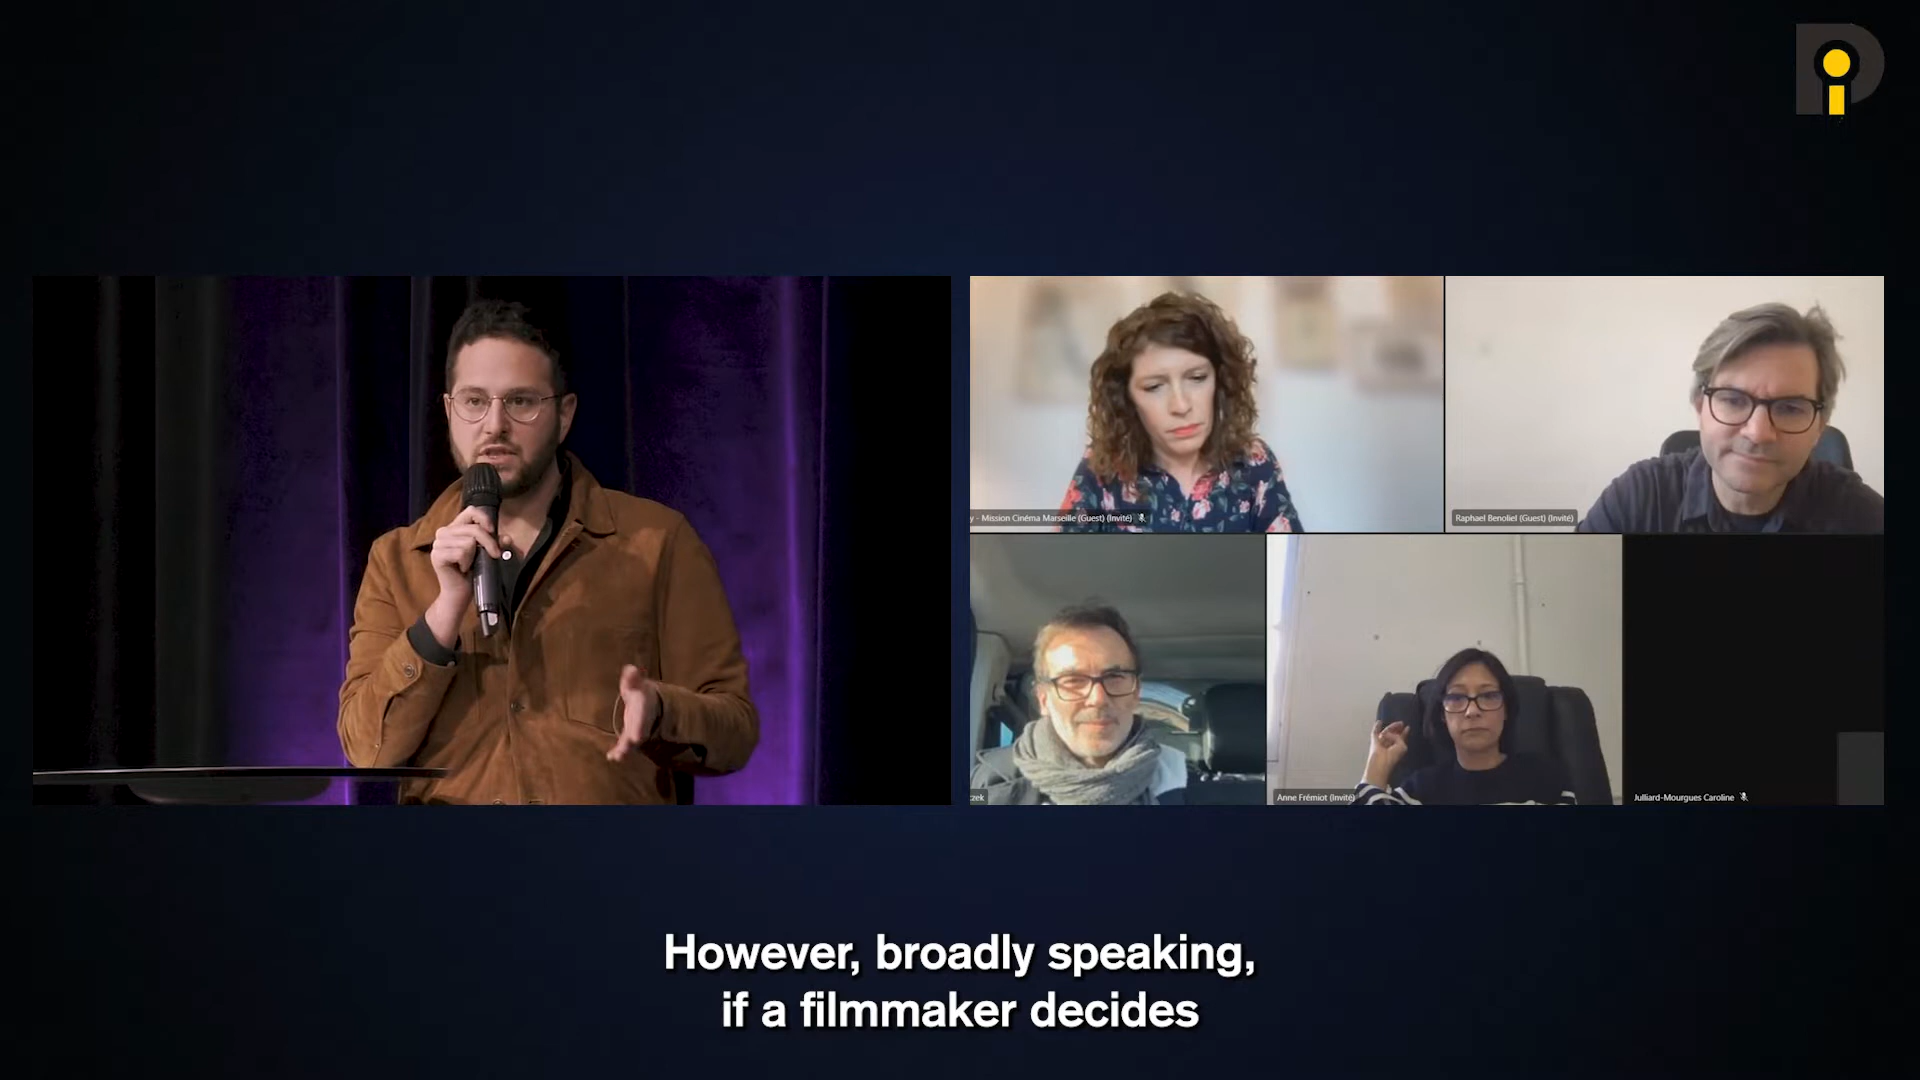 y - Mission Cinéma Marseille (Guest) (Invité)
Raphael Benoliel (Guest) (Invité)
czek
Anne Frémiot (Invité)
Julliard-Mourgues Caroline
However, broadly speaking,
if a filmmaker decides